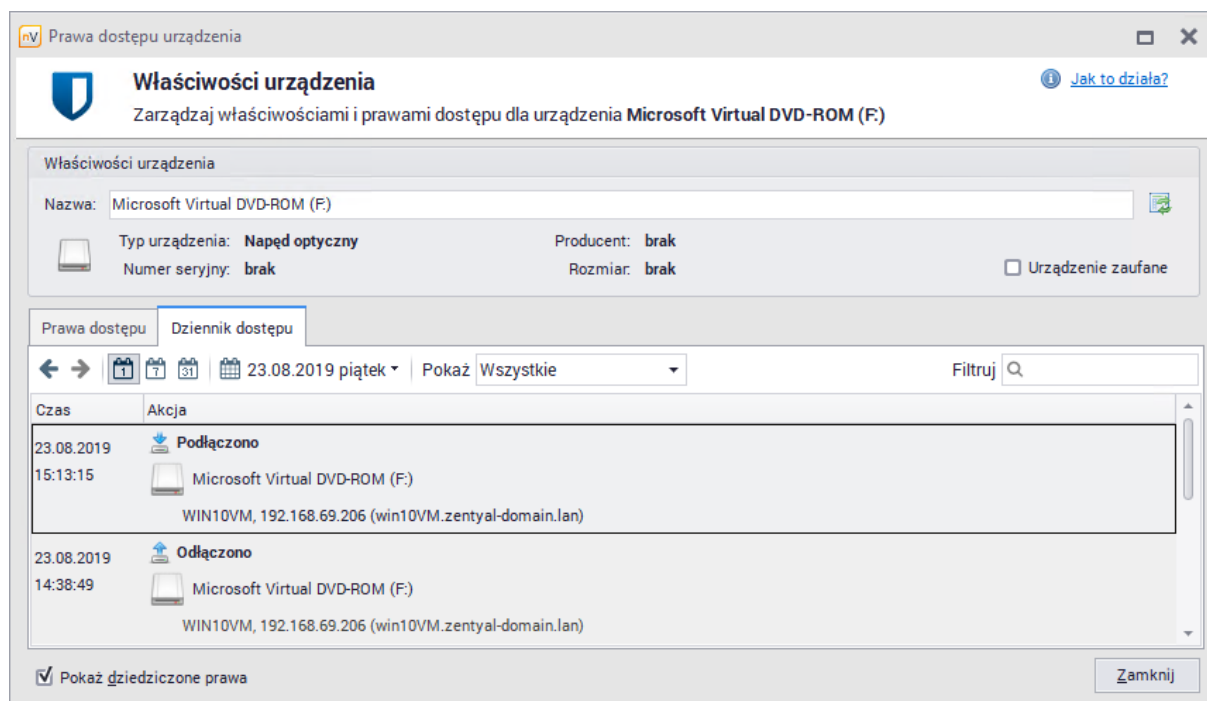 nV Prawa dostępu urządzenia
Właściwości urządzenia
Jak to działa?
Zarządzaj właściwościami i prawami dostępu dla urządzenia Microsoft Virtual DVD-ROM (F:)
Właściwości urządzenia
Nazwa: Microsoft Virtual DVD-ROM (F:)
Typ urządzenia: Napęd optyczny Producent: brak
Numer seryjny: brak Rozmiar: brak Urządzenie zaufane
Prawa dostępu Dziennik dostępu
1 7 31 23.08.2019 piątek Pokaż Wszystkie Filtruj
Czas Akcja
23.08.2019 Podłączono
15:13:15 Microsoft Virtual DVD-ROM (F:)
WIN10VM, 192.168.69.206 (win10VM.zentyal-domain.lan)
23.08.2019 Odłączono
14:38:49 Microsoft Virtual DVD-ROM (F:)
WIN10VM, 192.168.69.206 (win10VM.zentyal-domain.lan)
Pokaż dziedziczone prawa Zamknij